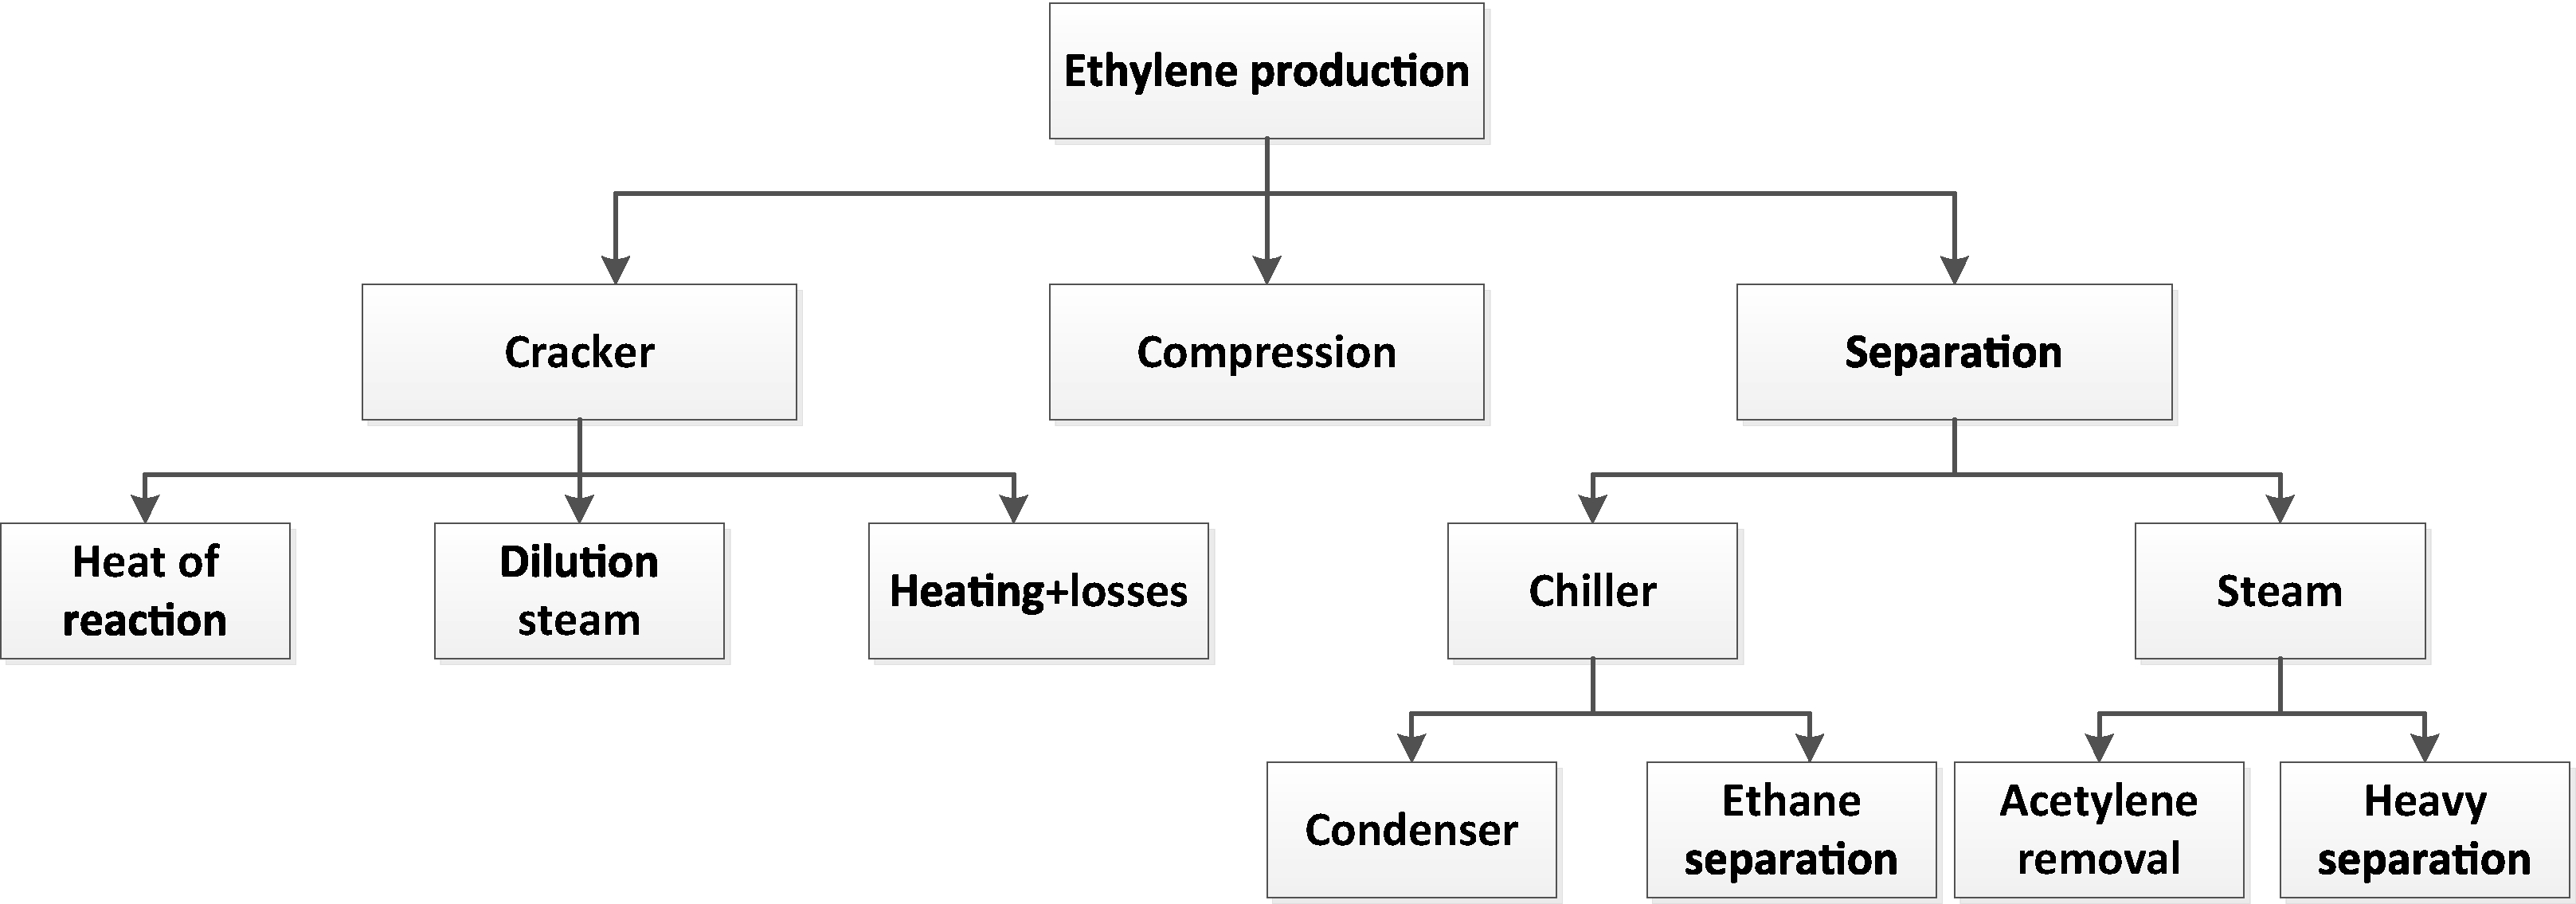 Ethylene production
Cracker
Compression
Separation
Heat of
reaction
Dilution
steam
Heating+losses
Chiller
Steam
Condenser
Ethane
separation
Acetylene
removal
Heavy
separation